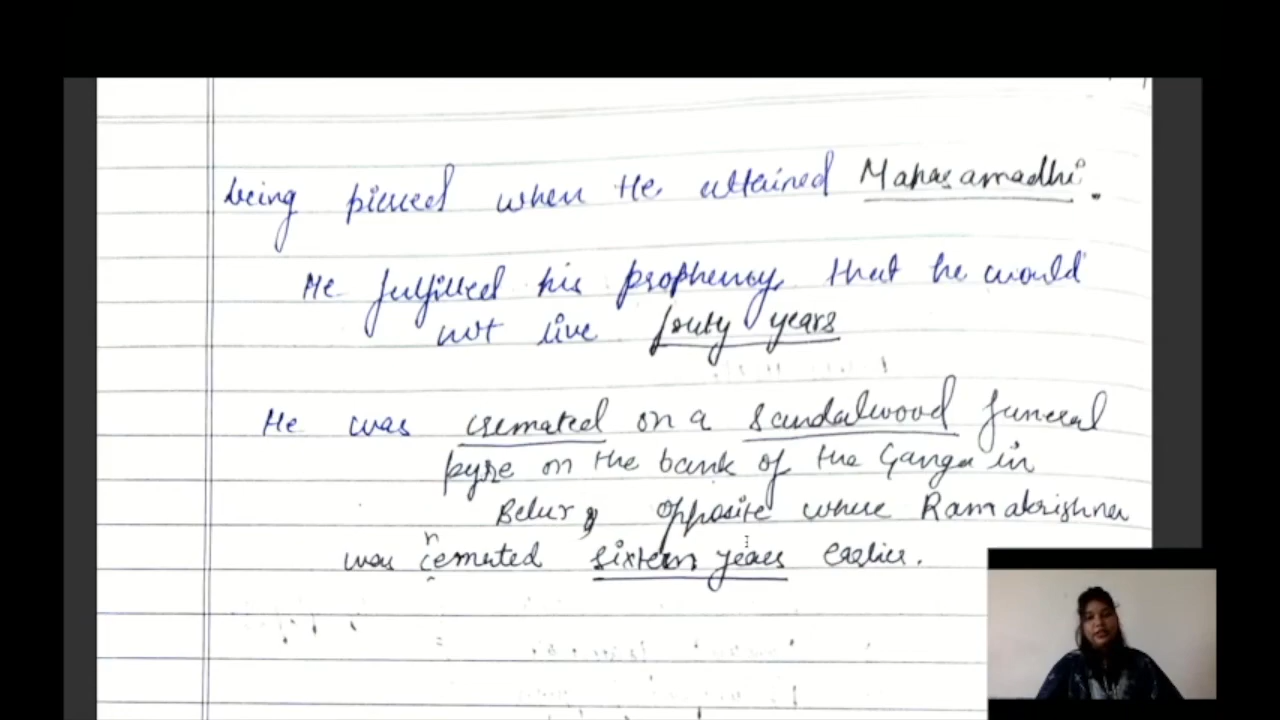 being pierced when He attained Mahasamadhi.
He fulfilled his prophency, that he would
not live fourty years
He was cremated on a sandalwood funeral
pyre on the bank of the Ganga in
Belur, opposite where Ramakrishna
was cremated sixteen years earlier.